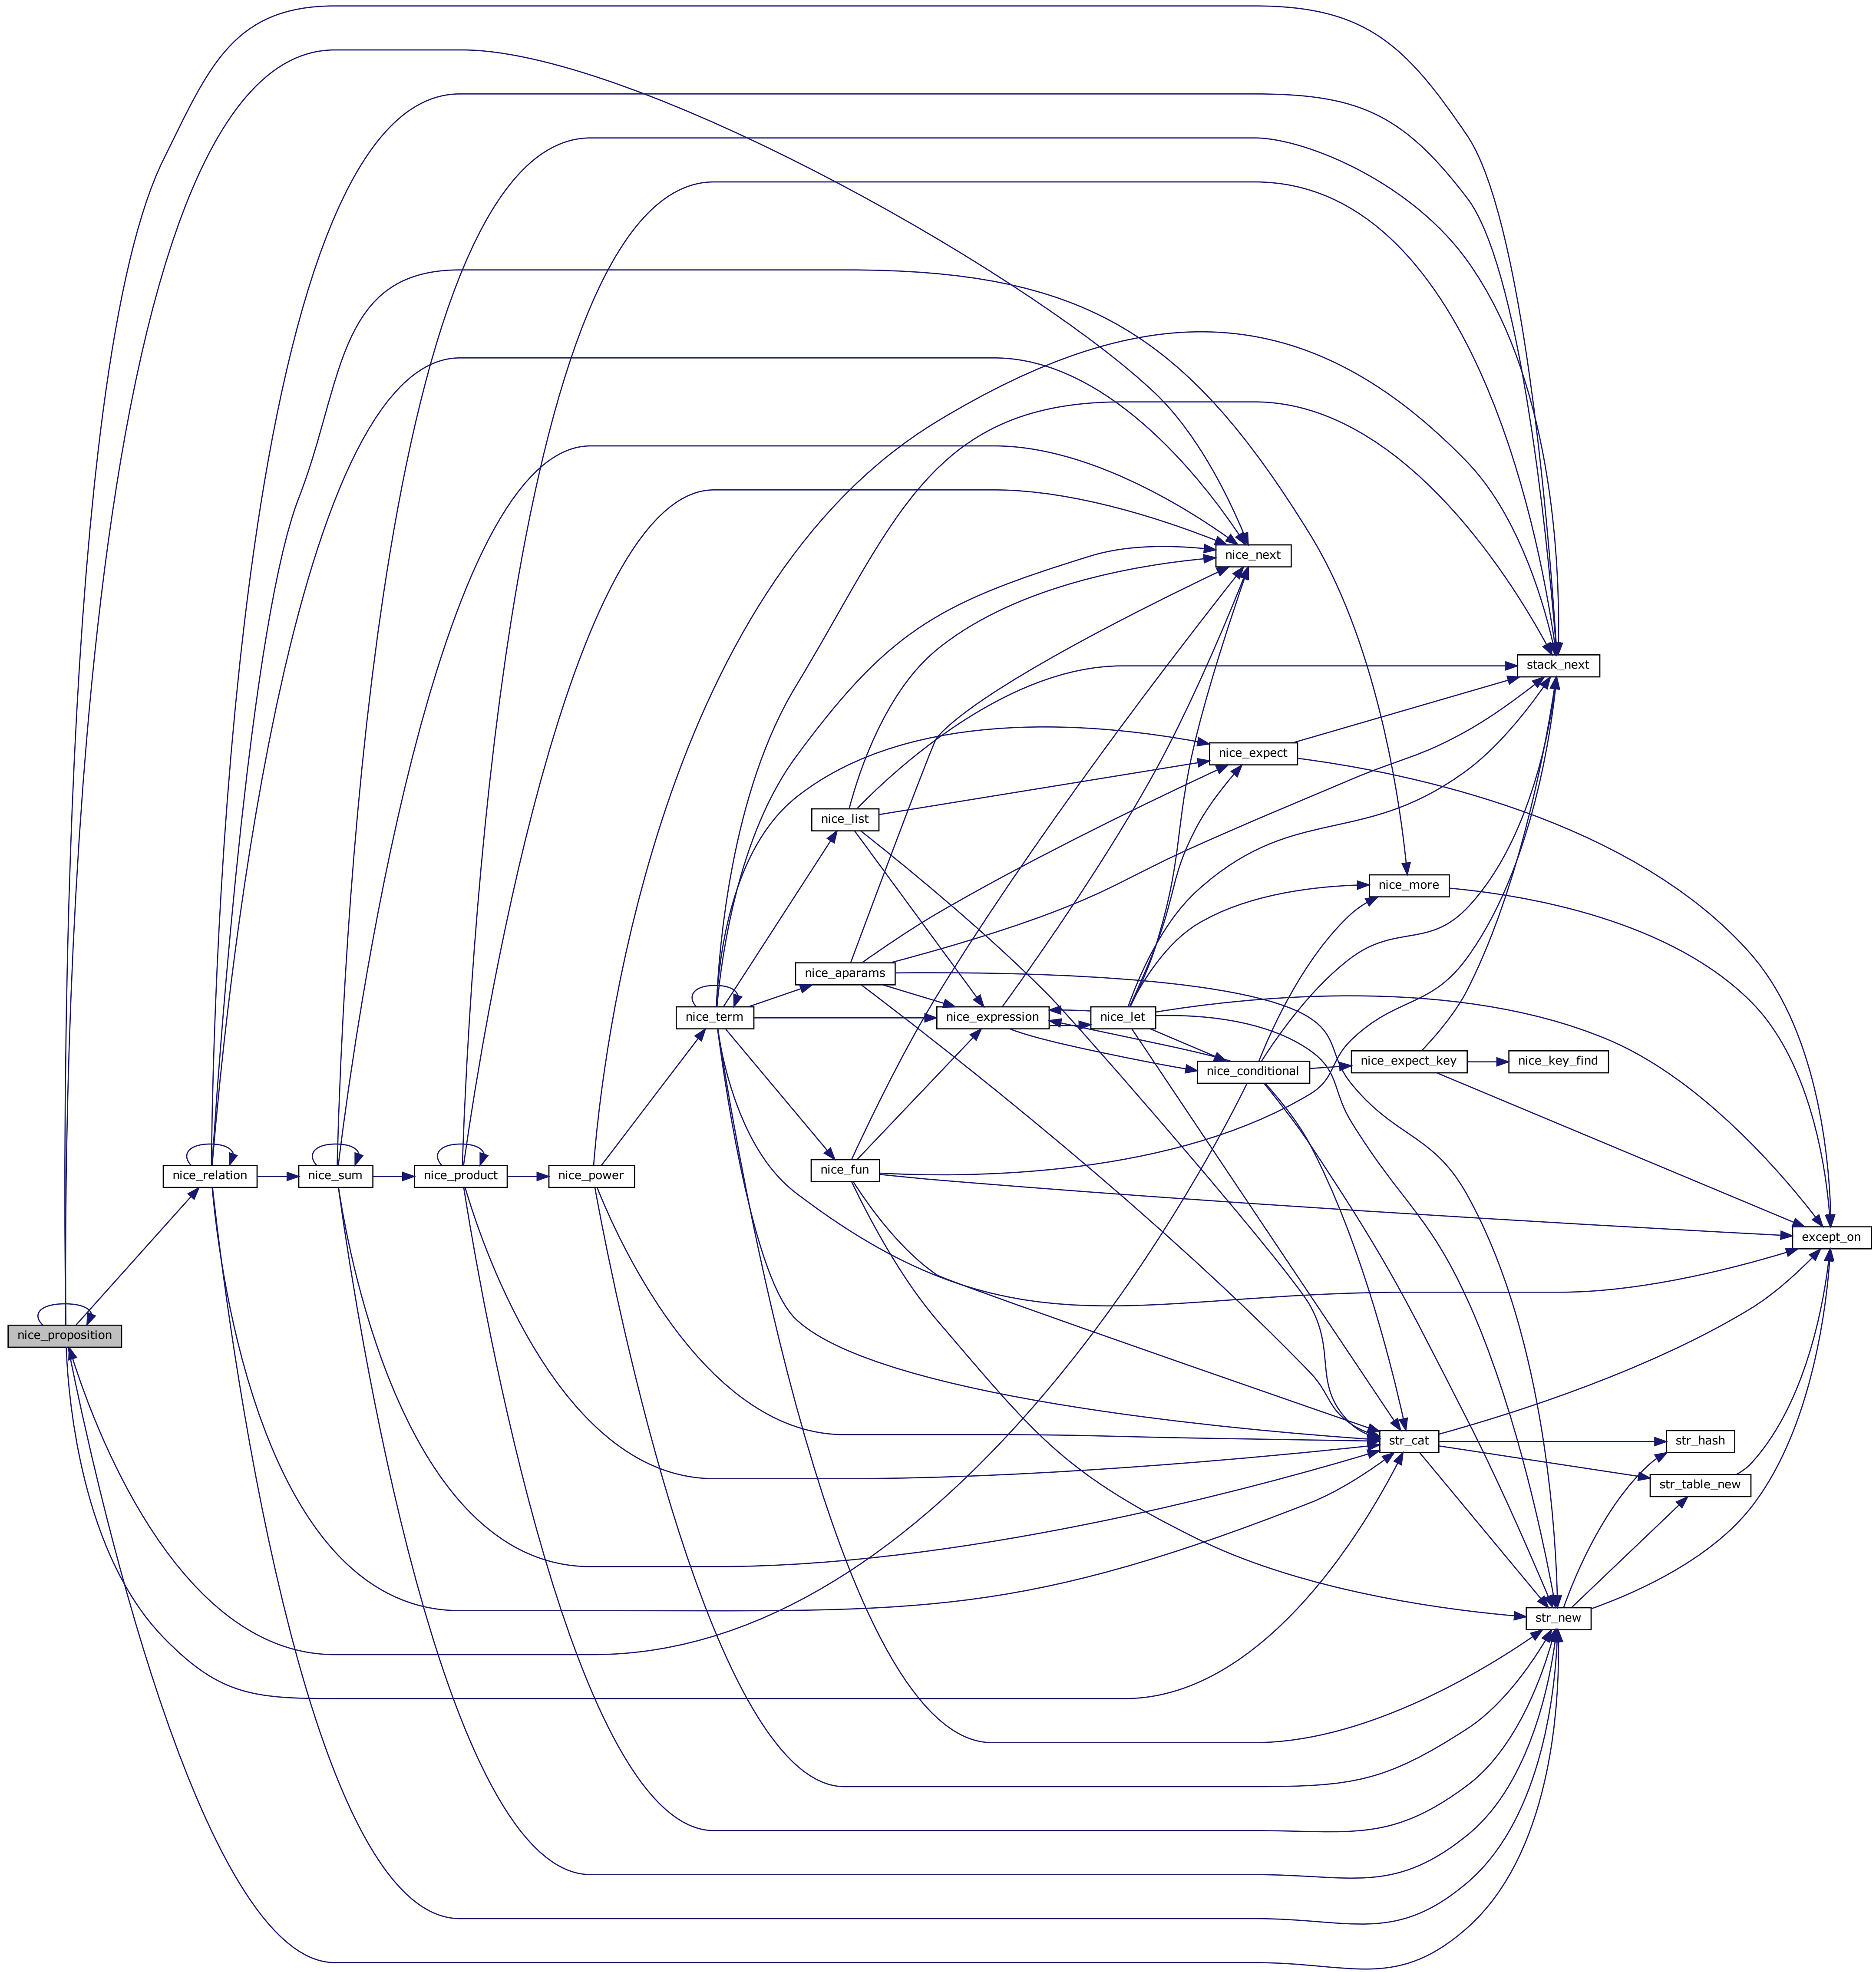 nice_next
stack_next
nice_expect
nice_list
nice_more
nice_aparams
nice_term
nice_expression
nice_let
nice_conditional
nice_expect_key
nice_key_find
nice_fun
nice_relation
nice_sum
nice_product
nice_power
except_on
nice_proposition
str_cat
str_hash
str_table_new
str_new